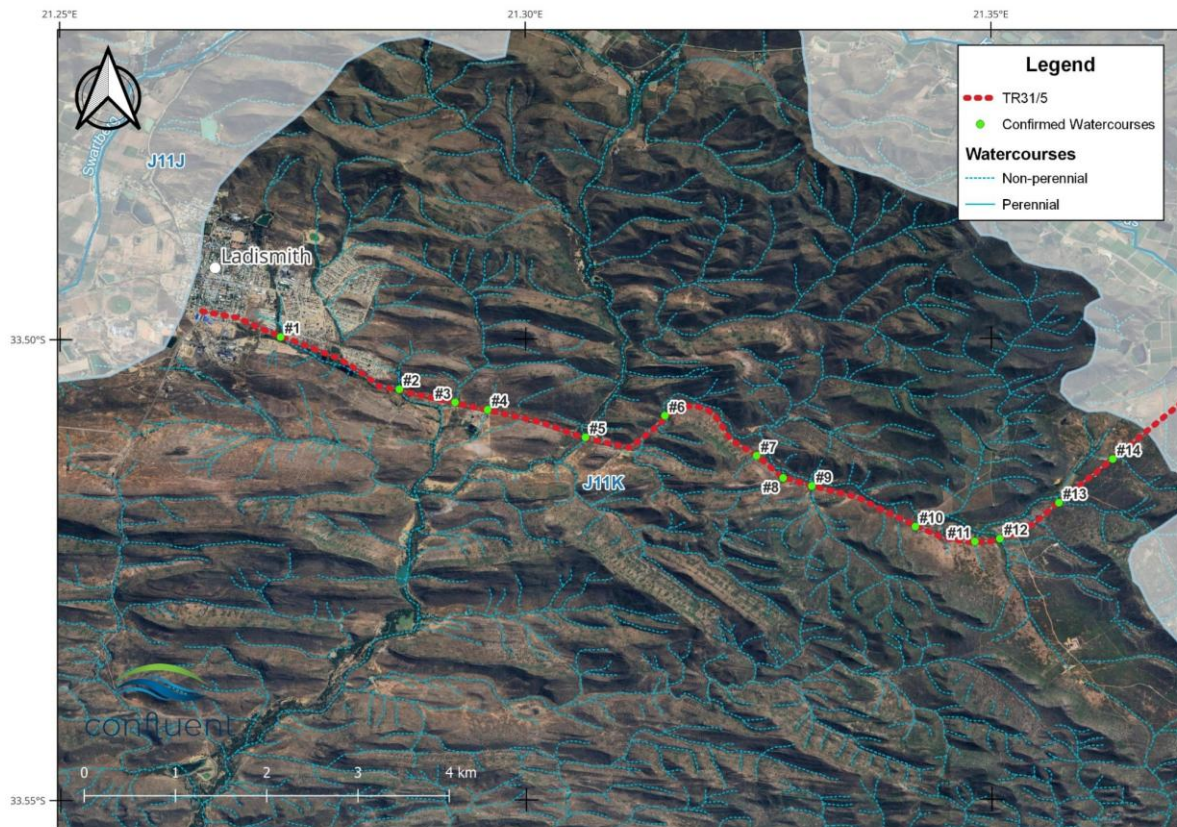 21.25°E
21.30°E
21.35°E
Legend
TR31/5
Confirmed Watercourses
Watercourses
Non-perennial
Perennial
J11J
Ladismith
33.50°S
#1
#2
#3
#4
#5
#6
#7
#8
#9
#10
#11
#12
#13
#14
J11K
confluent
0 1 2 4 km
33.55°S